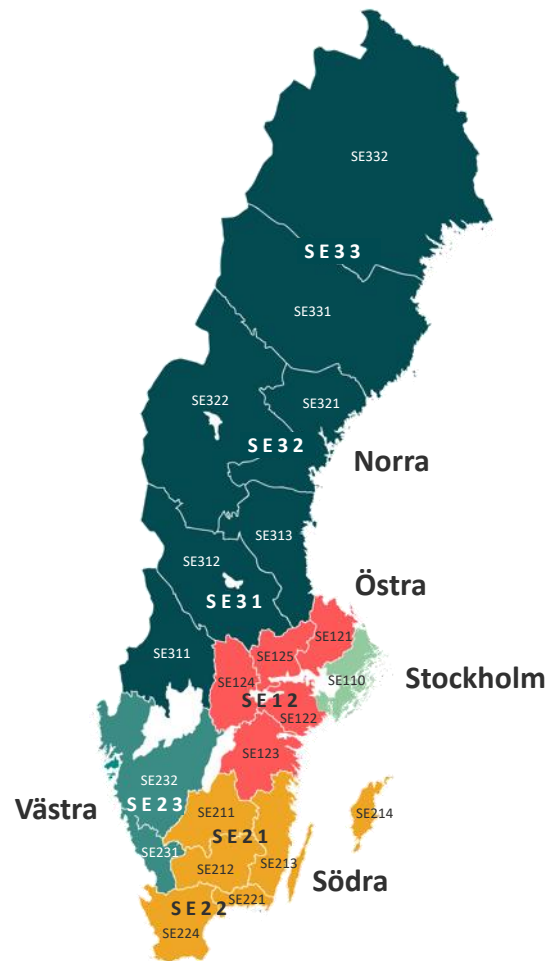 SE332
SE33
SE331
SE322
SE321
SE32
Norra
SE313
SE312
SE31
Östra
SE121
SE311
SE125
SE124
SE110
Stockholm
SE12
SE122
SE123
SE232
Västra
SE23
SE211
SE214
SE21
SE231
SE212
SE213
Södra
SE221
SE22
SE224